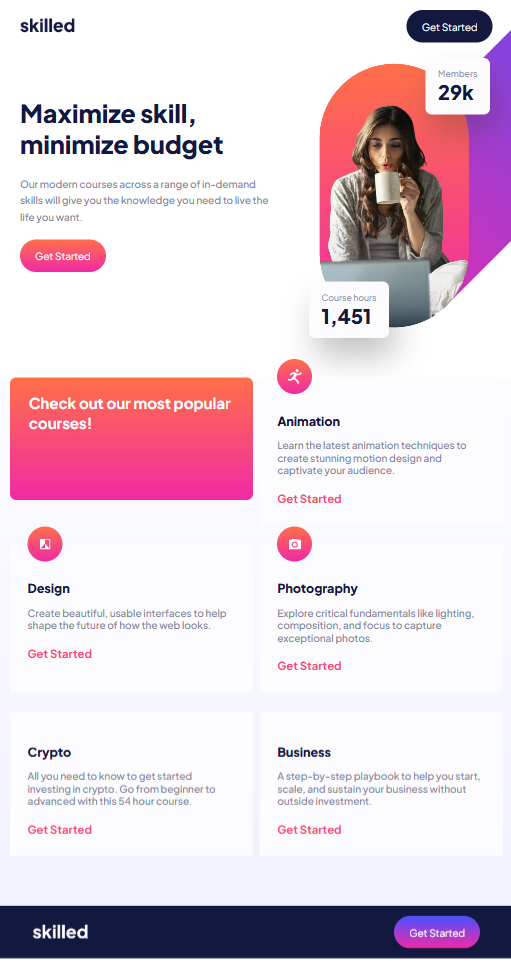 skilled
Get Started
Members
29k
Maximize skill,
minimize budget
Our modern courses across a range of in-demand
skills will give you the knowledge you need to live the
life you want.
Get Started
Course hours
1,451
Check out our most popular
courses!
Animation
Learn the latest animation techniques to
create stunning motion design and
captivate your audience.
Get Started
Design
Create beautiful, usable interfaces to help
shape the future of how the web looks.
Get Started
Photography
Explore critical fundamentals like lighting,
composition, and focus to capture
exceptional photos.
Get Started
Crypto
All you need to know to get started
investing in crypto. Go from beginner to
advanced with this 54 hour course.
Get Started
Business
A step-by-step playbook to help you start,
scale, and sustain your business without
outside investment.
Get Started
skilled
Get Started